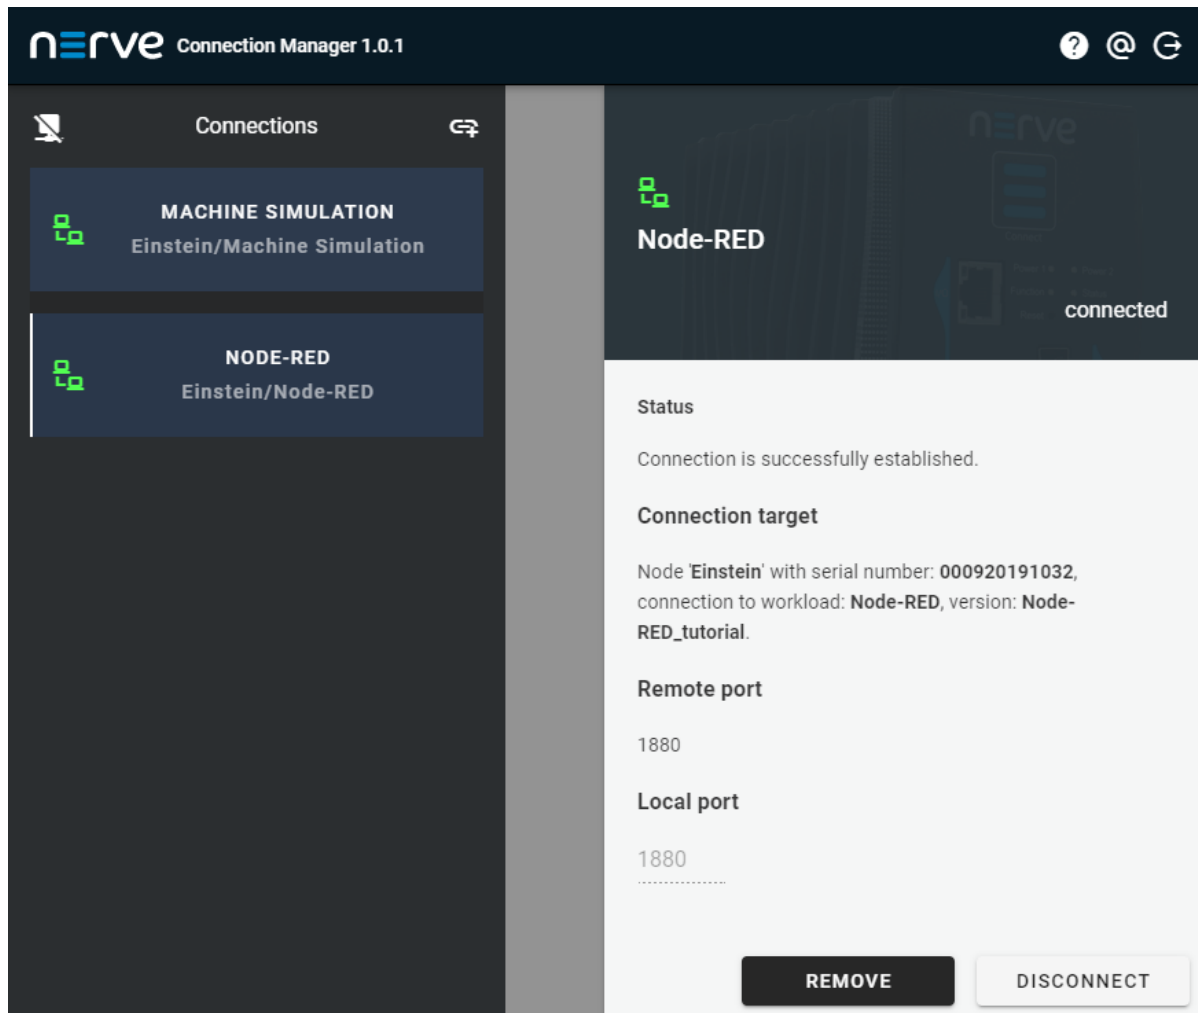 nerve Connection Manager 1.0.1
Connections
MACHINE SIMULATION
Einstein/Machine Simulation
NODE-RED
Einstein/Node-RED
nerve
Node-RED
connected
Status
Connection is successfully established.
Connection target
Node 'Einstein' with serial number: 000920191032,
connection to workload: Node-RED, version: Node-
RED_tutorial.
Remote port
1880
Local port
1880
REMOVE
DISCONNECT